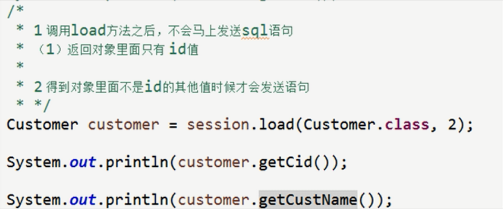 /*
* 1 调用load方法之后，不会马上发送sql语句
* （1）返回对象里面只有 id值
*
* 2 得到对象里面不是id的其他值时候才会发送语句
* */
Customer customer = session.load(Customer.class, 2);
System.out.println(customer.getCid());
System.out.println(customer.getCustName());